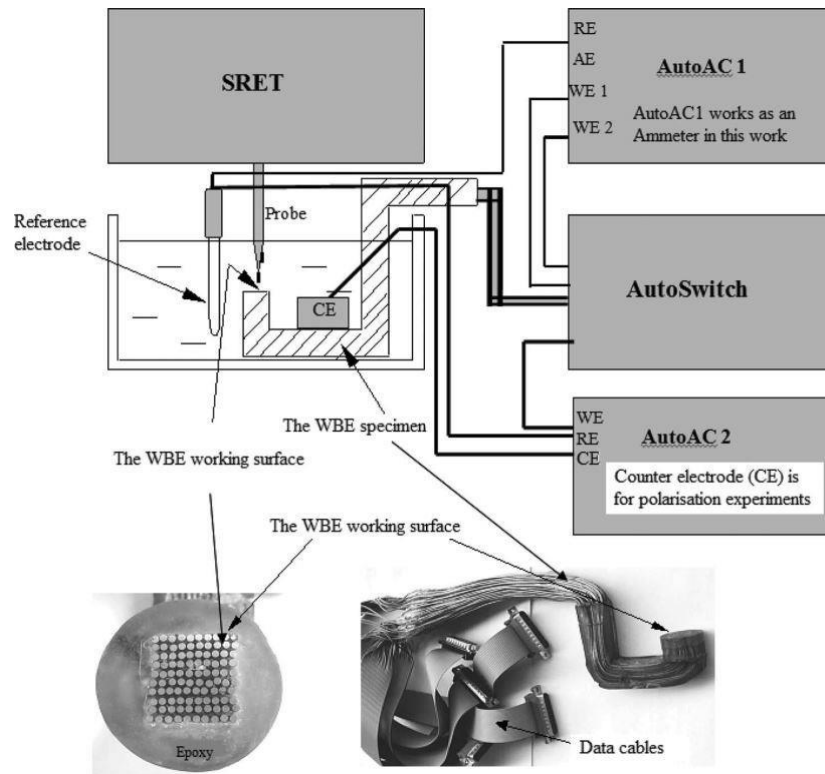 SRET
RE
AE
AutoAC 1
WE 1
AutoAC1 works as an
Ammeter in this work
WE 2
Reference
electrode
Probe
CE
AutoSwitch
The WBE specimen
WE
RE
AutoAC 2
CE
Counter electrode (CE) is
for polarisation experiments
The WBE working surface
The WBE working surface
Epoxy
Data cables